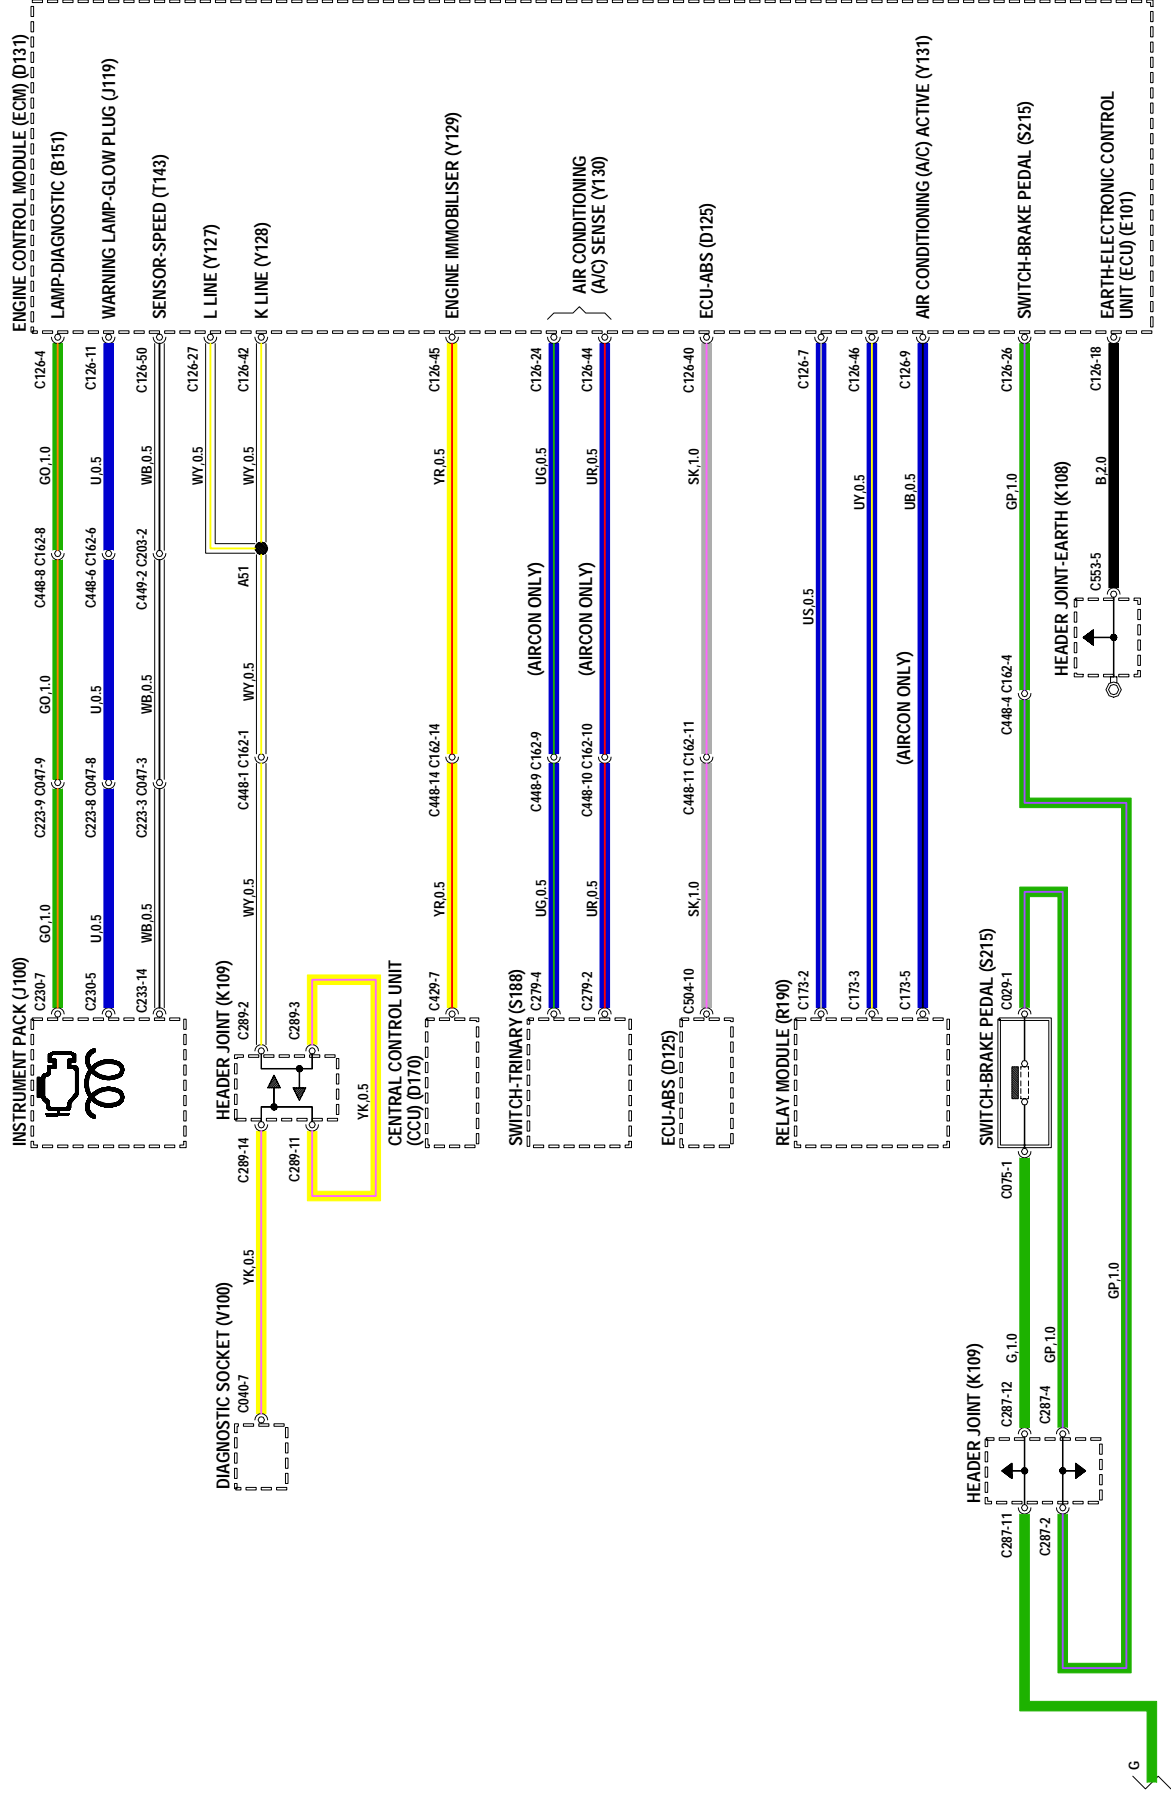 ENGINE CONTROL MODULE (ECM) (D131)
LAMP-DIAGNOSTIC (B151)
C126-4
GO,1.0
C448-8 C162-8
GO,1.0
C223-9 C047-9
GO,1.0
C230-7
INSTRUMENT PACK (J100)
WARNING LAMP-GLOW PLUG (J119)
C126-11
U,0.5
C448-6 C162-6
U,0.5
C223-8 C047-8
U,0.5
C230-5
SENSOR-SPEED (T143)
C126-50
WB,0.5
C449-2 C203-2
WB,0.5
C223-3 C047-3
WB,0.5
C233-14
L LINE (Y127)
C126-27
WY,0.5
K LINE (Y128)
C126-42
WY,0.5
A51
WY,0.5
C448-1 C162-1
WY,0.5
C289-2
HEADER JOINT (K109)
C289-3
C289-14
C289-11
YK,0.5
YK,0.5
C040-7
DIAGNOSTIC SOCKET (V100)
ENGINE IMMOBILISER (Y129)
C126-45
YR,0.5
C448-14 C162-14
YR,0.5
C429-7
CENTRAL CONTROL UNIT
(CCU) (D170)
AIR CONDITIONING
(A/C) SENSE (Y130)
C126-24
UG,0.5
(AIRCON ONLY)
C448-9 C162-9
UG,0.5
C279-4
SWITCH-TRINARY (S188)
C126-44
UR,0.5
(AIRCON ONLY)
C448-10 C162-10
UR,0.5
C279-2
ECU-ABS (D125)
C126-40
SK,1.0
C448-11 C162-11
SK,1.0
C504-10
ECU-ABS (D125)
C126-7
US,0.5
C173-2
RELAY MODULE (R190)
C126-46
UY,0.5
C173-3
AIR CONDITIONING (A/C) ACTIVE (Y131)
C126-9
UB,0.5
(AIRCON ONLY)
C173-5
SWITCH-BRAKE PEDAL (S215)
C126-26
GP,1.0
C448-4 C162-4
C029-1
SWITCH-BRAKE PEDAL (S215)
C075-1
G,1.0
GP,1.0
C287-12
C287-4
HEADER JOINT (K109)
C287-11
C287-2
GP,1.0
G
EARTH-ELECTRONIC CONTROL
UNIT (ECU) (E101)
C126-18
B,2.0
C553-5
HEADER JOINT-EARTH (K108)